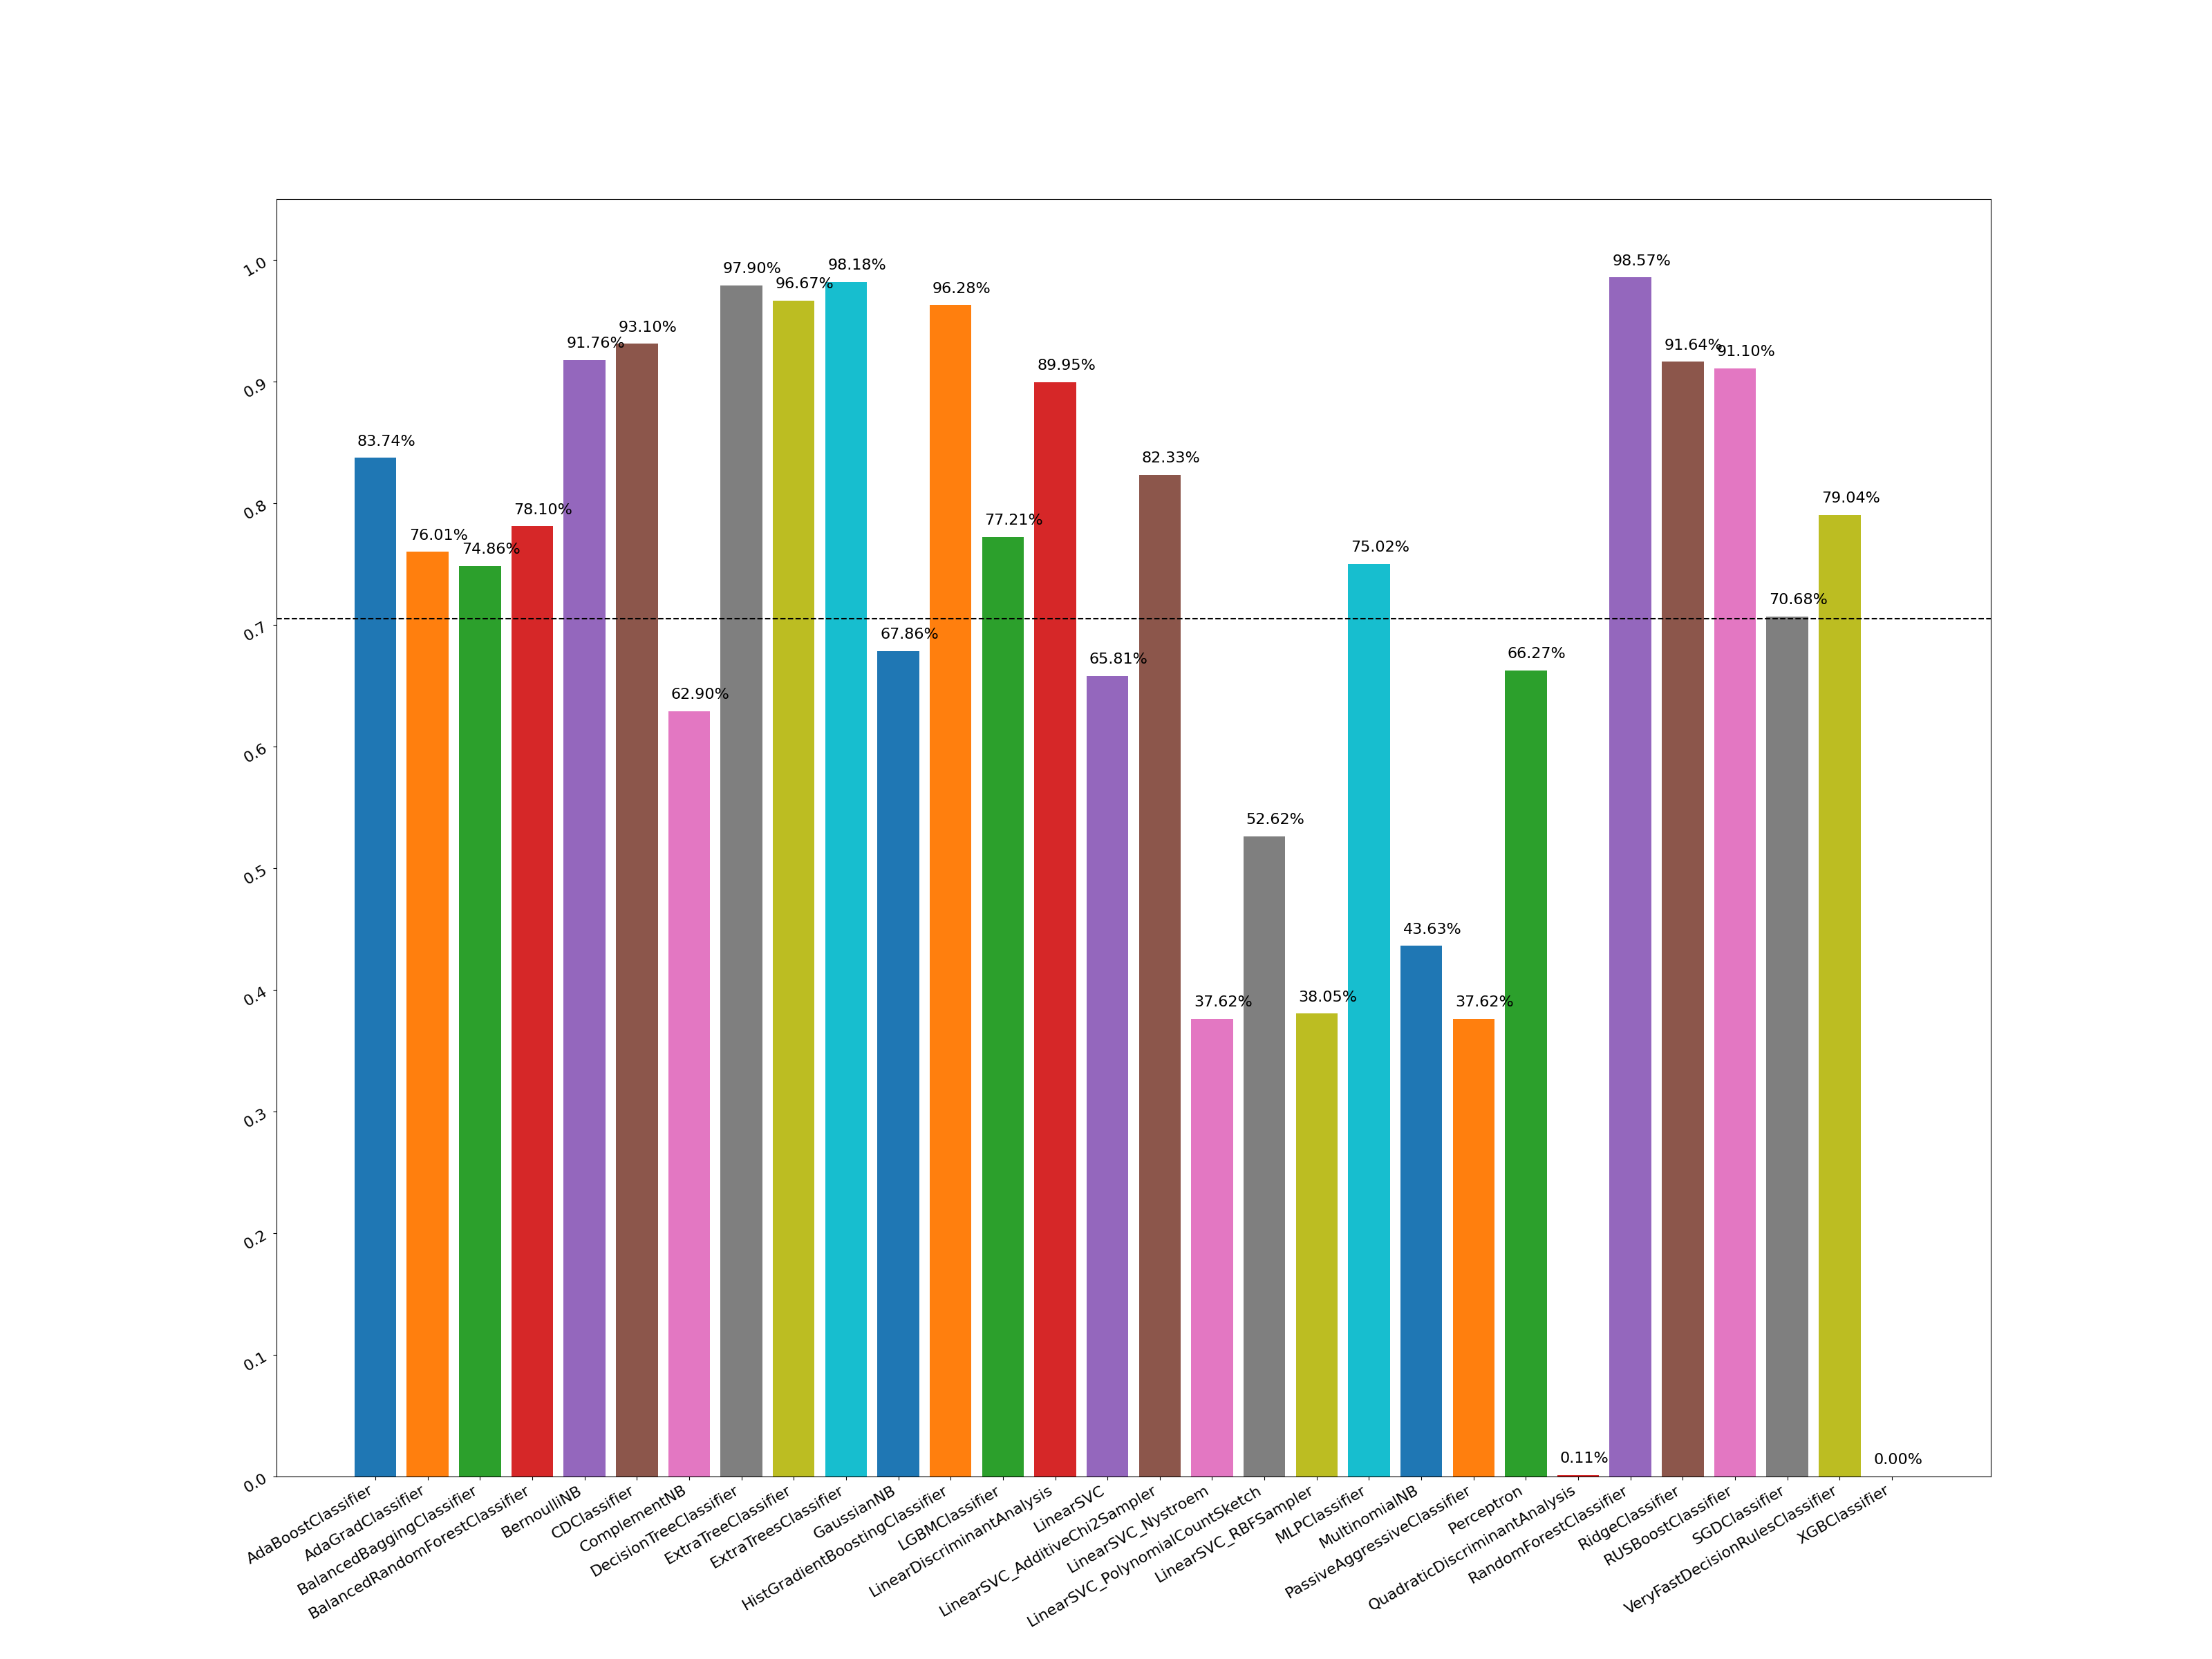 1.0
0.9
0.8
0.7
0.6
0.5
0.4
0.3
0.2
0.1
0.0
83.74%
76.01%
74.86%
78.10%
91.76%
93.10%
62.90%
97.90%
96.67%
98.18%
67.86%
96.28%
77.21%
89.95%
65.81%
82.33%
37.62%
52.62%
38.05%
75.02%
43.63%
37.62%
66.27%
0.11%
98.57%
91.64%
91.10%
70.68%
79.04%
0.00%
AdaBoostClassifier
AdaGradClassifier
BalancedBaggingClassifier
BalancedRandomForestClassifier
BernoulliNB
CDClassifier
ComplementNB
DecisionTreeClassifier
ExtraTreeClassifier
ExtraTreesClassifier
GaussianNB
HistGradientBoostingClassifier
LGBMClassifier
LinearDiscriminantAnalysis
LinearSVC
LinearSVC_AdditiveChi2Sampler
LinearSVC_Nystroem
LinearSVC_PolynomialCountSketch
LinearSVC_RBFSampler
MLPClassifier
MultinomialNB
PassiveAggressiveClassifier
Perceptron
QuadraticDiscriminantAnalysis
RandomForestClassifier
RidgeClassifier
RUSBoostClassifier
SGDClassifier
VeryFastDecisionRulesClassifier
XGBClassifier